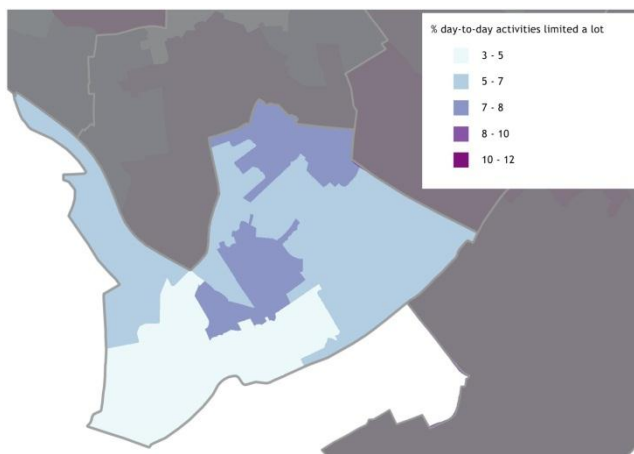 % day-to-day activities limited a lot
3 - 5
5 - 7
7 - 8
8 - 10
10 - 12